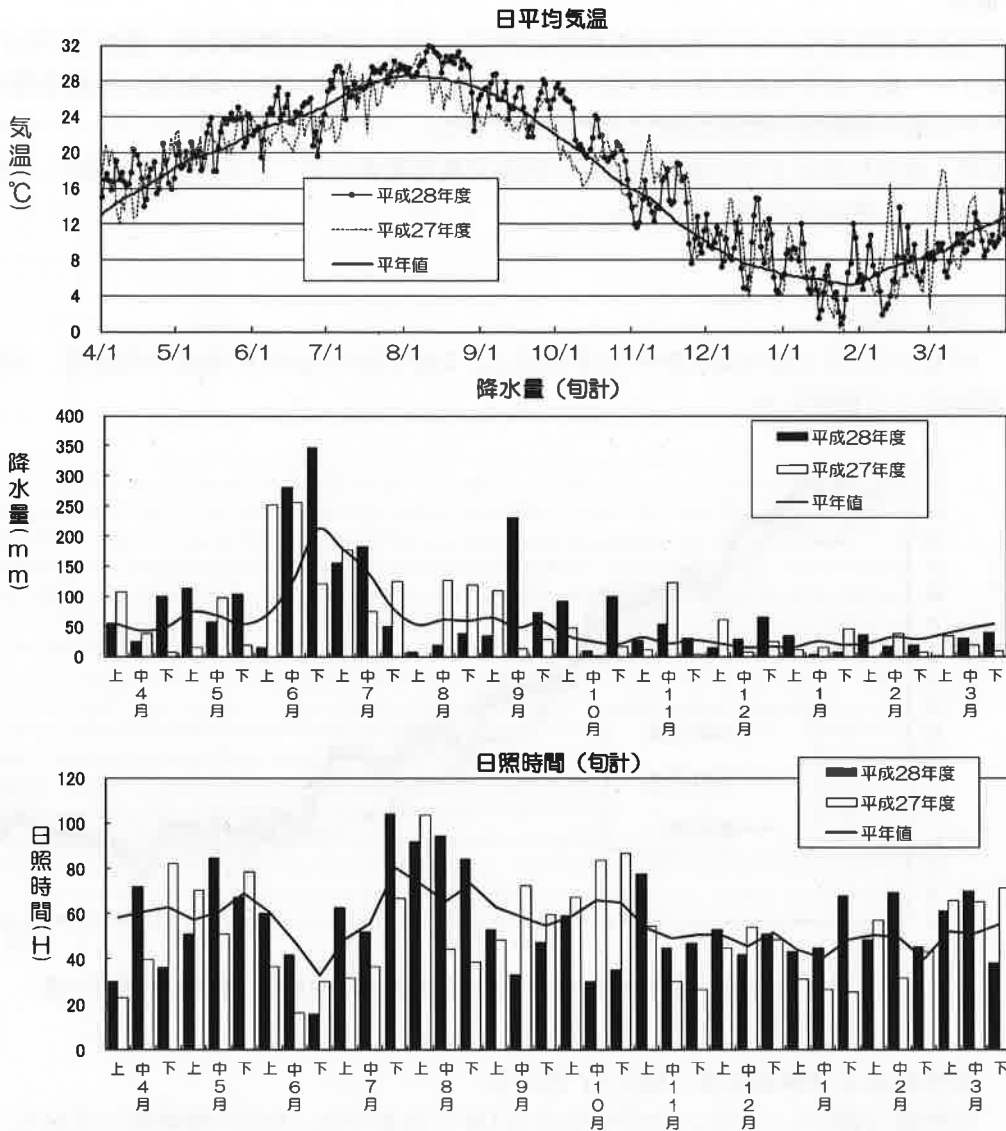 日平均気温
気温(℃)
32
28
24
20
16
12
8
4
0
平成28年度
平成27年度
平年値
4/1 5/1 6/1 7/1 8/1 9/1 10/1 11/1 12/1 1/1 2/1 3/1
降水量（旬計）
降水量(mm)
400
350
300
250
200
150
100
50
0
平成28年度
平成27年度
平年値
上 中 下 上 中 下 上 中 下 上 中 下 上 中 下 上 中 下 上 中 下 上 中 下 上 中 下 上 中 下 上 中 下 上 中 下
4月 5月 6月 7月 8月 9月 10月 11月 12月 1月 2月 3月
日照時間（旬計）
日照時間(H)
120
100
80
60
40
20
0
平成28年度
平成27年度
平年値
上 中 下 上 中 下 上 中 下 上 中 下 上 中 下 上 中 下 上 中 下 上 中 下 上 中 下 上 中 下 上 中 下 上 中 下
4月 5月 6月 7月 8月 9月 10月 11月 12月 1月 2月 3月